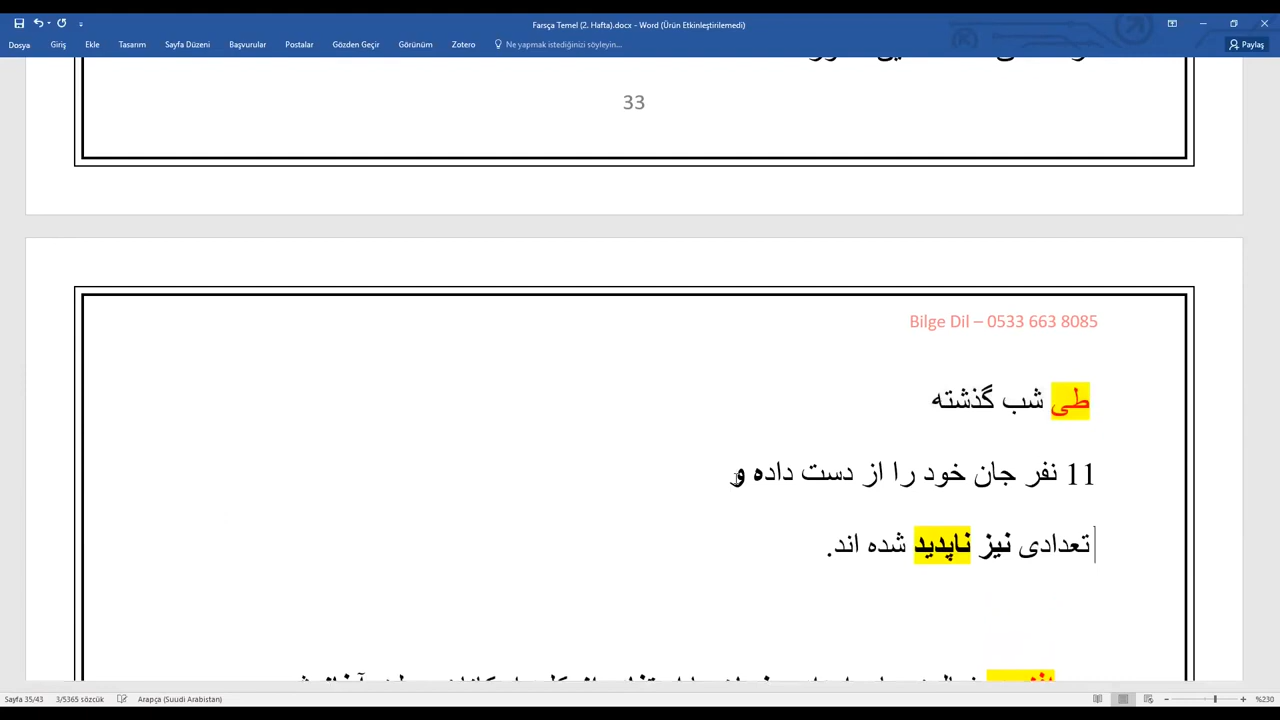 Farsça Temel (2. Hafta).docx - Word (Ürün Etkinleştirilemedi)
Dosya Giriş Ekle Tasarım Sayfa Düzeni Başvurular Postalar Gözden Geçir Görünüm Zotero Ne yapmak istediğinizi söyleyin... Paylaş
33
Bilge Dil – 0533 663 8085
طی شب گذشته
11 نفر جان خود را از دست داده و
تعدادی نیز ناپدید شده اند.
Sayfa 35/43 3/5365 sözcük Arapça (Suudi Arabistan) %230